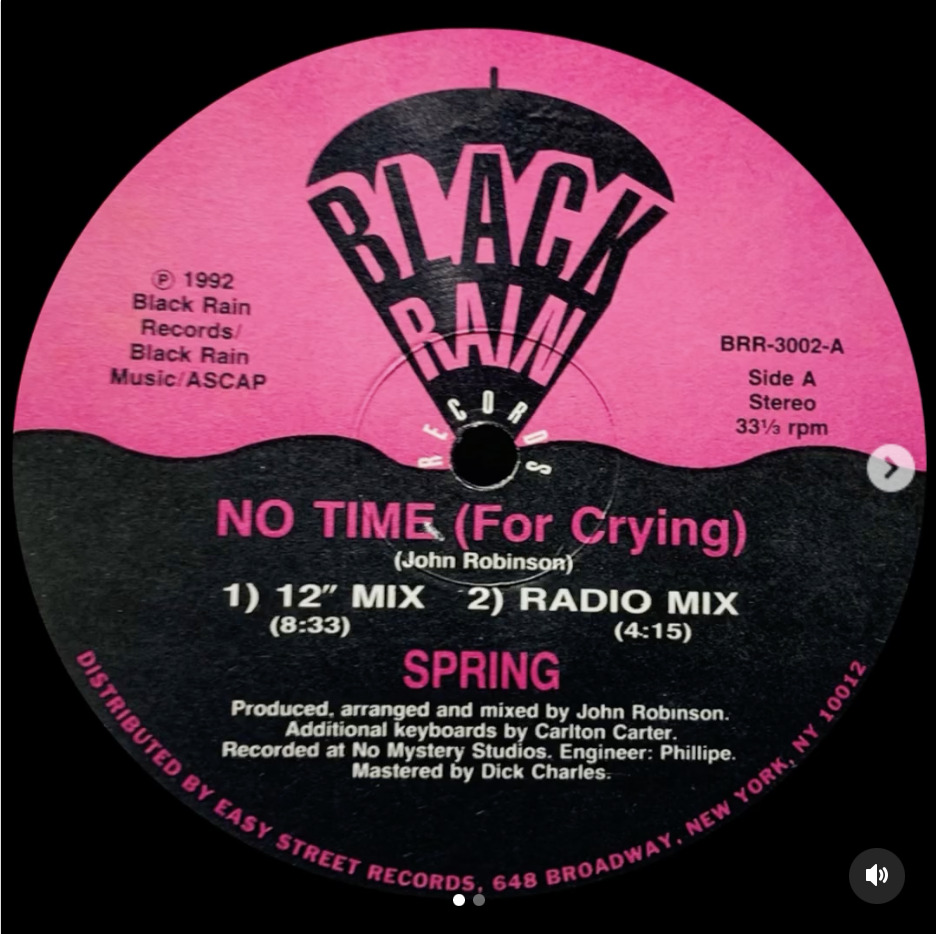 BLACK
RAIN
RECORDS
℗ 1992
Black Rain
Records/
Black Rain
Music/ASCAP
BRR-3002-A
Side A
Stereo
33⅓ rpm
NO TIME (For Crying)
(John Robinson)
1) 12″ MIX 2) RADIO MIX
(8:33) (4:15)
SPRING
Produced, arranged and mixed by John Robinson.
Additional keyboards by Carlton Carter.
Recorded at No Mystery Studios. Engineer: Phillipe.
Mastered by Dick Charles.
DISTRIBUTED BY EASY STREET RECORDS, 648 BROADWAY, NEW YORK, NY 10012